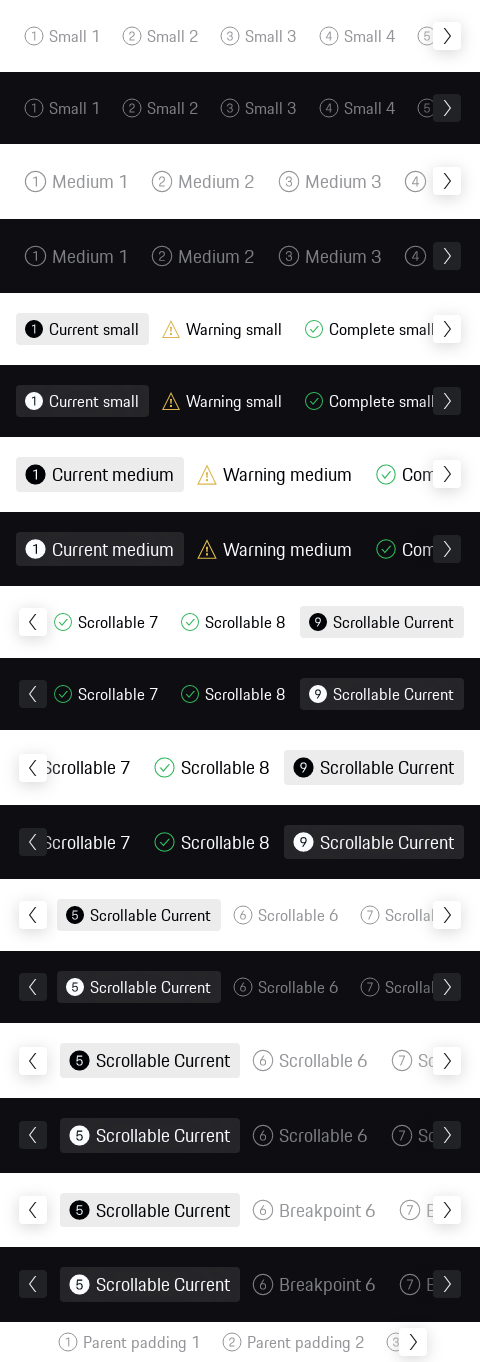 1 Small 1 2 Small 2 3 Small 3 4 Small 4 5
1 Small 1 2 Small 2 3 Small 3 4 Small 4 5
1 Medium 1 2 Medium 2 3 Medium 3 4
1 Medium 1 2 Medium 2 3 Medium 3 4
1 Current small Warning small Complete small
1 Current small Warning small Complete small
1 Current medium Warning medium Com
1 Current medium Warning medium Com
Scrollable 7 Scrollable 8 9 Scrollable Current
Scrollable 7 Scrollable 8 9 Scrollable Current
Scrollable 7 Scrollable 8 9 Scrollable Current
Scrollable 7 Scrollable 8 9 Scrollable Current
5 Scrollable Current 6 Scrollable 6 7 Scrollal
5 Scrollable Current 6 Scrollable 6 7 Scrollal
5 Scrollable Current 6 Scrollable 6 7 Sc
5 Scrollable Current 6 Scrollable 6 7 Sc
5 Scrollable Current 6 Breakpoint 6 7 B
5 Scrollable Current 6 Breakpoint 6 7 B
1 Parent padding 1 2 Parent padding 2 3